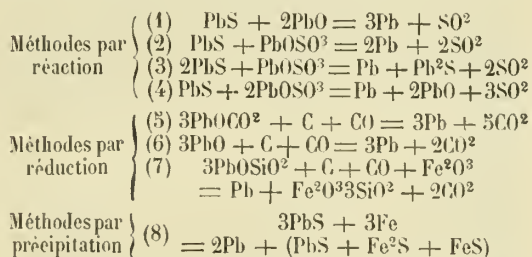 (1) PbS + 2PbO = 3Pb + SO²
Méthodes par (2) PbS + PbOSO³ = 2Pb + 2SO²
réaction (3) 2PbS + PbOSO³ = Pb + Pb²S + 2SO²
(4) PbS + 2PbOSO³ = Pb + 2PbO + 3SO²
(5) 3PbOCO² + C + CO = 3Pb + 5CO²
Méthodes par (6) 3PbO + C + CO = 3Pb + 2CO²
réduction (7) 3PbOSiO² + C + CO + Fe²O³
= Pb + Fe²O³3SiO² + 2CO²
Méthodes par (8) 3PbS + 3Fe
précipitation = 2Pb + (PbS + Fe²S + FeS)